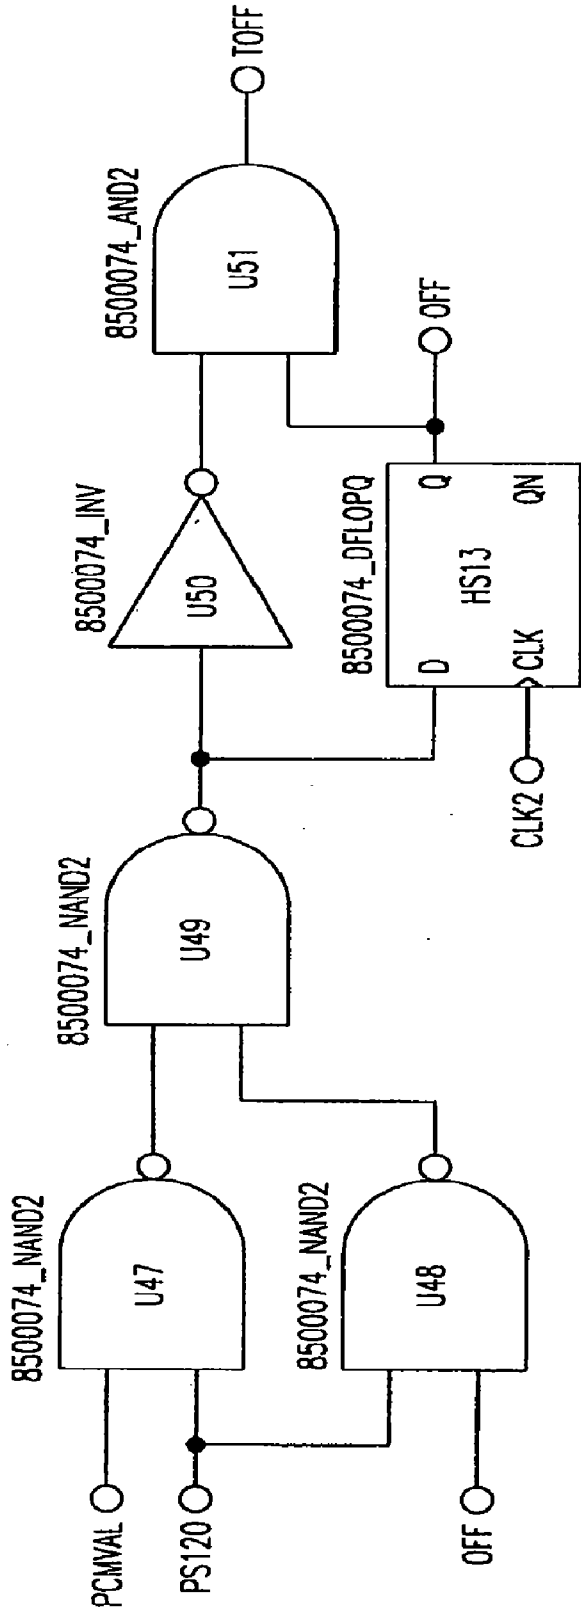 PCMVAL
PS120
OFF
8500074_NAND2
U47
8500074_NAND2
U48
8500074_NAND2
U49
8500074_INV
U50
8500074_DFLOPQ
D
Q
CLK
QN
HS13
CLK2
8500074_AND2
U51
OFF
TOFF